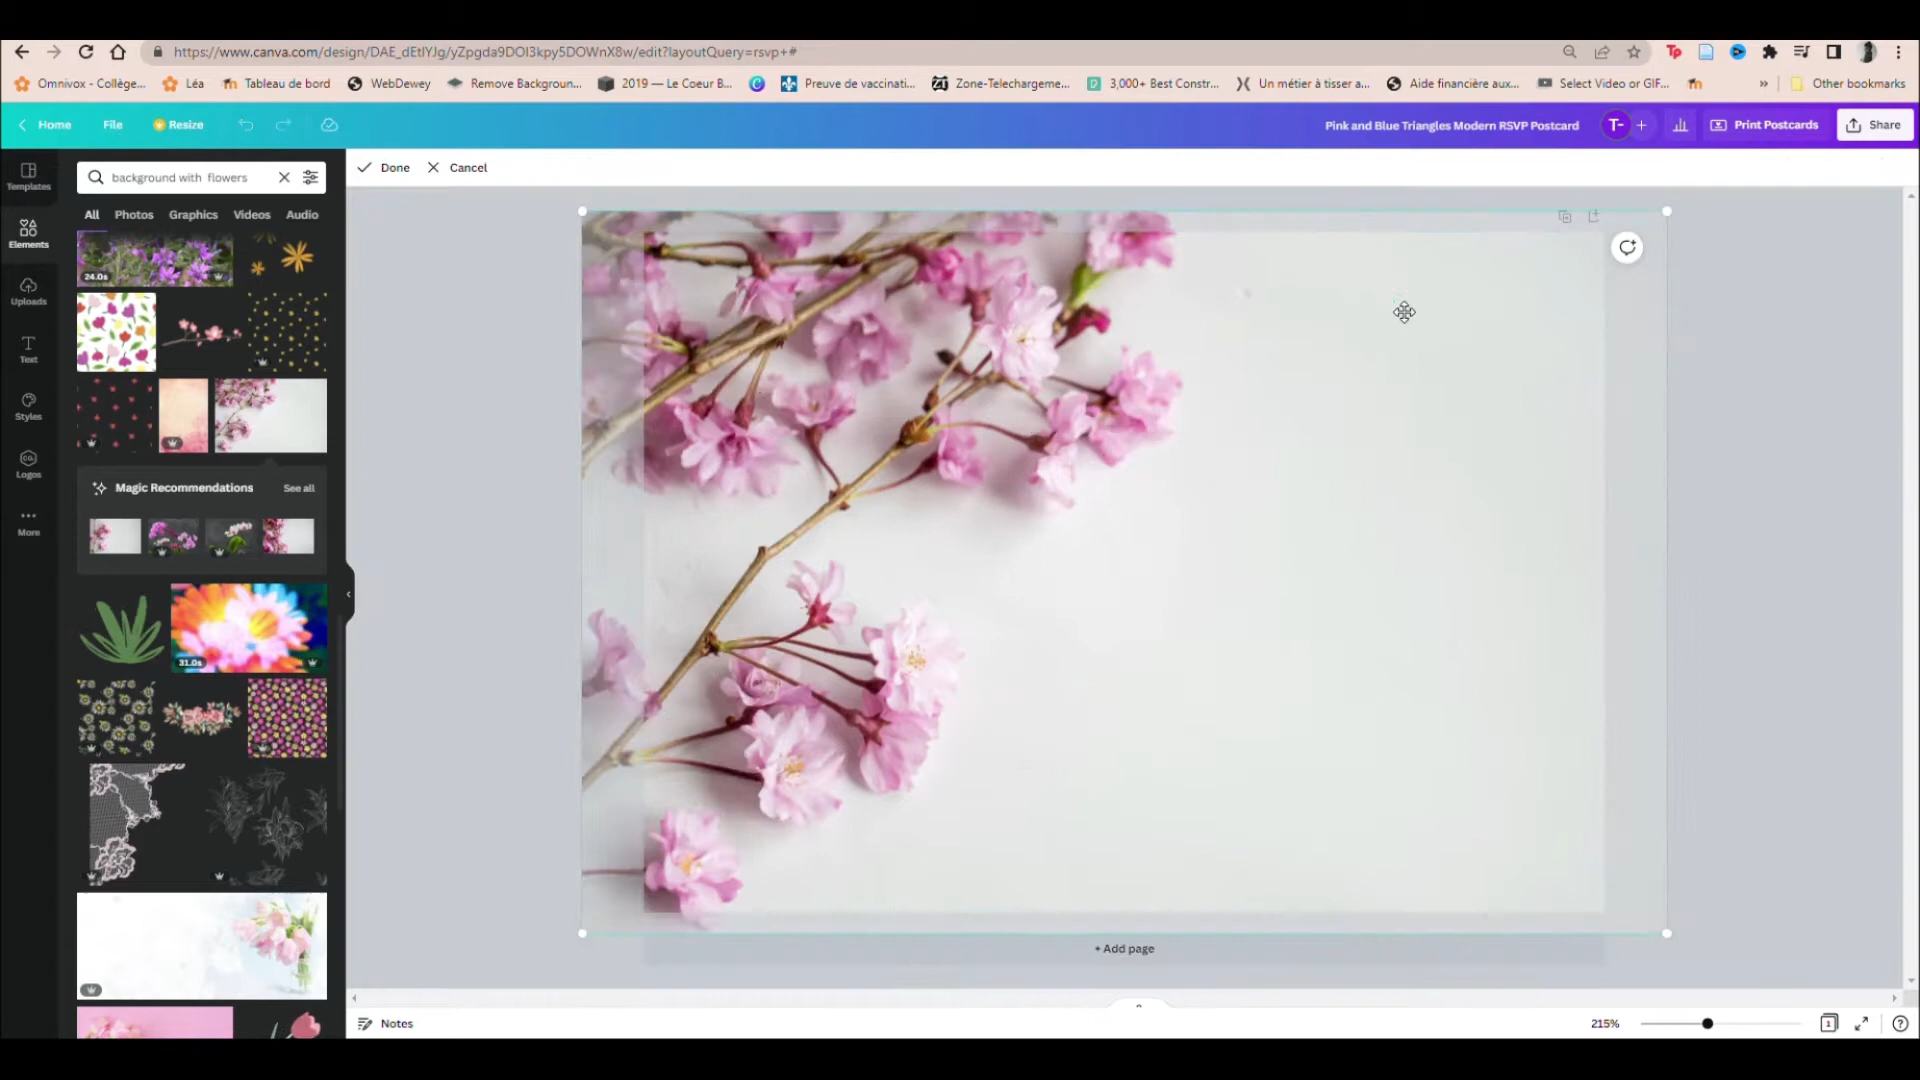 https://www.canva.com/design/DAE_dEtlYJg/yZpgda9DOl3kpy5DOWnX8w/edit?layoutQuery=rsvp+#
Omnivox - Collège... Léa Tableau de bord WebDewey Remove Backgroun... 2019 — Le Coeur B... Preuve de vaccinati... Zone-Telechargeme... 3,000+ Best Constr... Un métier à tisser a... Aide financière aux... Select Video or GIF... » Other bookmarks
Home File Resize Pink and Blue Triangles Modern RSVP Postcard T- + Print Postcards Share
Templates
Elements
Uploads
Text
Styles
Logos
More
background with flowers
All Photos Graphics Videos Audio
24.0s
Magic Recommendations See all
31.0s
Done Cancel
+ Add page
Notes 215% 1